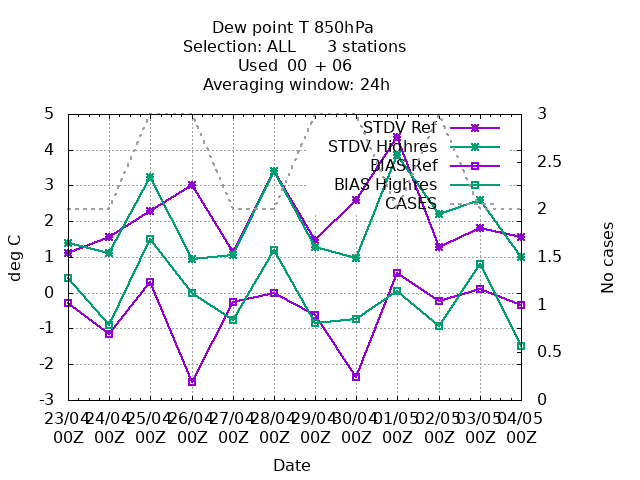 Dew point T 850hPa
Selection: ALL 3 stations
Used 00 + 06
Averaging window: 24h
5 3
STDV Ref
4
STDV Highres
2.5
BIAS Ref
3
BIAS Highres
CASES
2 2
1 1.5
0
1
-1
0.5
-2
-3 0
deg C
No cases
23/04 24/04 25/04 26/04 27/04 28/04 29/04 30/04 01/05 02/05 03/05 04/05
00Z 00Z 00Z 00Z 00Z 00Z 00Z 00Z 00Z 00Z 00Z 00Z
Date